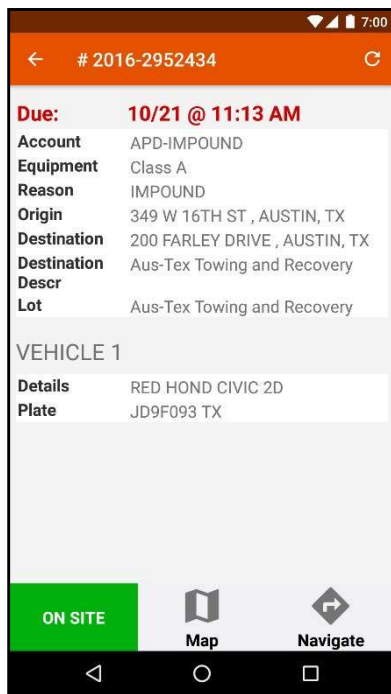 7:00
# 2016-2952434
Due: 10/21 @ 11:13 AM
Account APD-IMPOUND
Equipment Class A
Reason IMPOUND
Origin 349 W 16TH ST , AUSTIN, TX
Destination 200 FARLEY DRIVE , AUSTIN, TX
Destination Aus-Tex Towing and Recovery
Descr
Lot Aus-Tex Towing and Recovery
VEHICLE 1
Details RED HOND CIVIC 2D
Plate JD9F093 TX
ON SITE
Map
Navigate